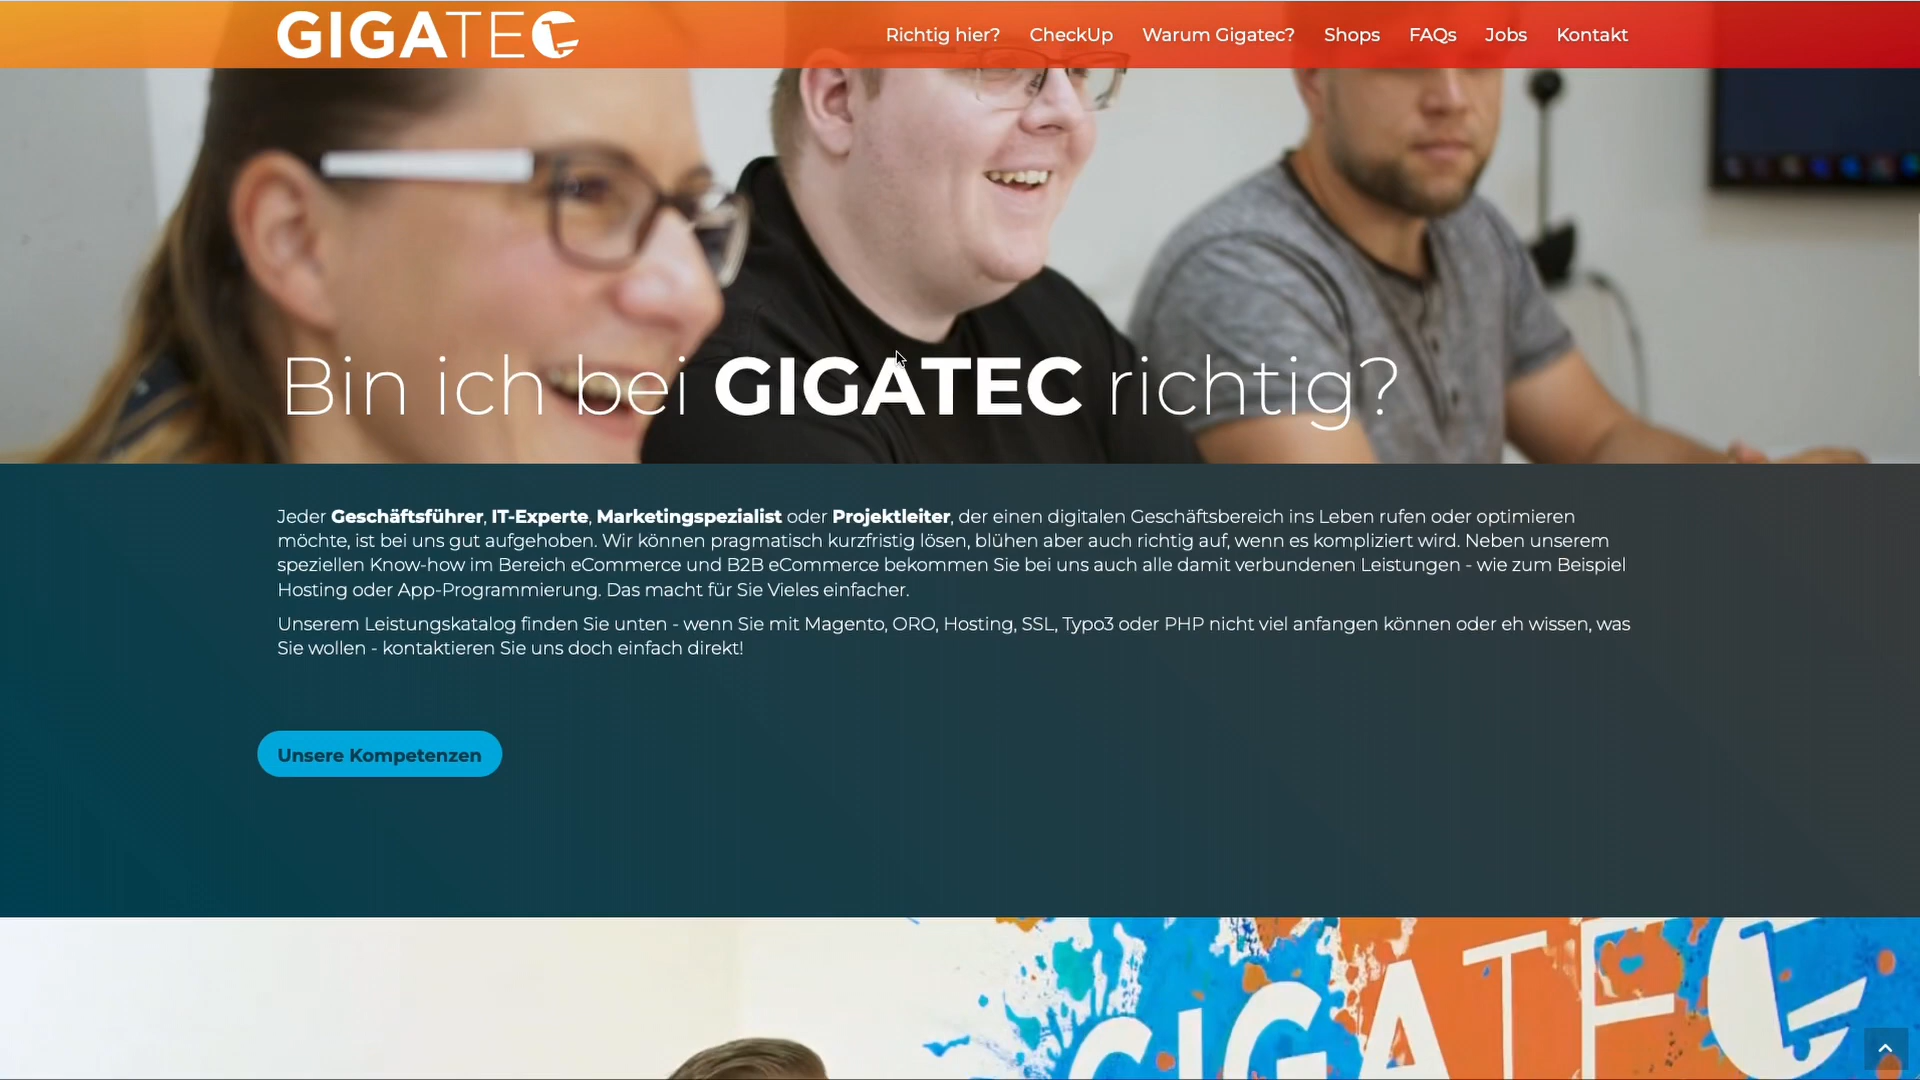 GIGATEC
Richtig hier? CheckUp Warum Gigatec? Shops FAQs Jobs Kontakt
Bin ich bei GIGATEC richtig?
Jeder Geschäftsführer, IT-Experte, Marketingspezialist oder Projektleiter, der einen digitalen Geschäftsbereich ins Leben rufen oder optimieren
möchte, ist bei uns gut aufgehoben. Wir können pragmatisch kurzfristig lösen, blühen aber auch richtig auf, wenn es kompliziert wird. Neben unserem
speziellen Know-how im Bereich eCommerce und B2B eCommerce bekommen Sie bei uns auch alle damit verbundenen Leistungen - wie zum Beispiel
Hosting oder App-Programmierung. Das macht für Sie Vieles einfacher.
Unserem Leistungskatalog finden Sie unten - wenn Sie mit Magento, ORO, Hosting, SSL, Typo3 oder PHP nicht viel anfangen können oder eh wissen, was
Sie wollen - kontaktieren Sie uns doch einfach direkt!
Unsere Kompetenzen
GIGATEC